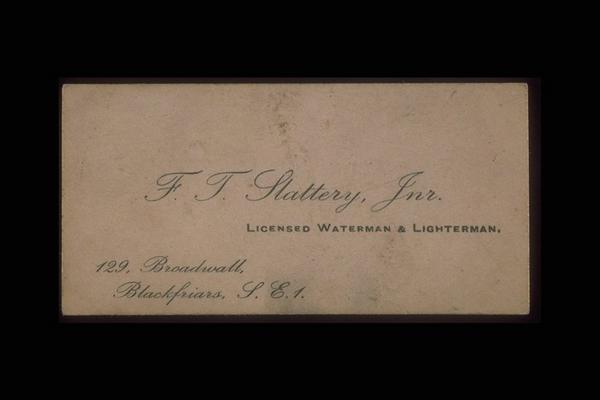 F. T. Slattery, Jnr.
LICENSED WATERMAN & LIGHTERMAN.
129, Broadwall,
Blackfriars, S. E.1.